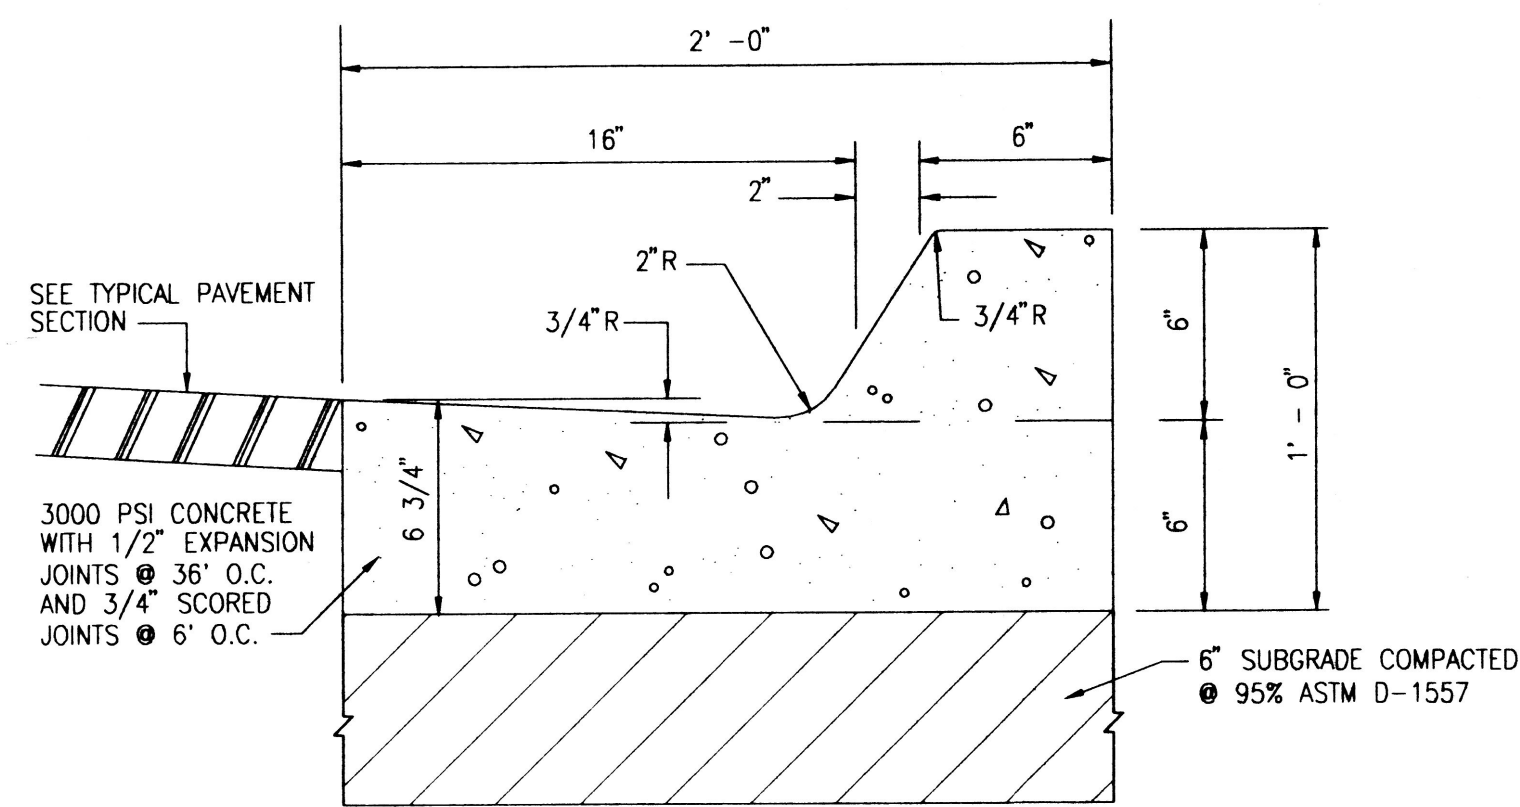 2' -0"
16"
6"
2"
2"R
SEE TYPICAL PAVEMENT
SECTION
3/4"R
3/4"R
6"
1' - 0"
6 3/4"
6"
3000 PSI CONCRETE
WITH 1/2" EXPANSION
JOINTS @ 36' O.C.
AND 3/4" SCORED
JOINTS @ 6' O.C.
6" SUBGRADE COMPACTED
@ 95% ASTM D-1557